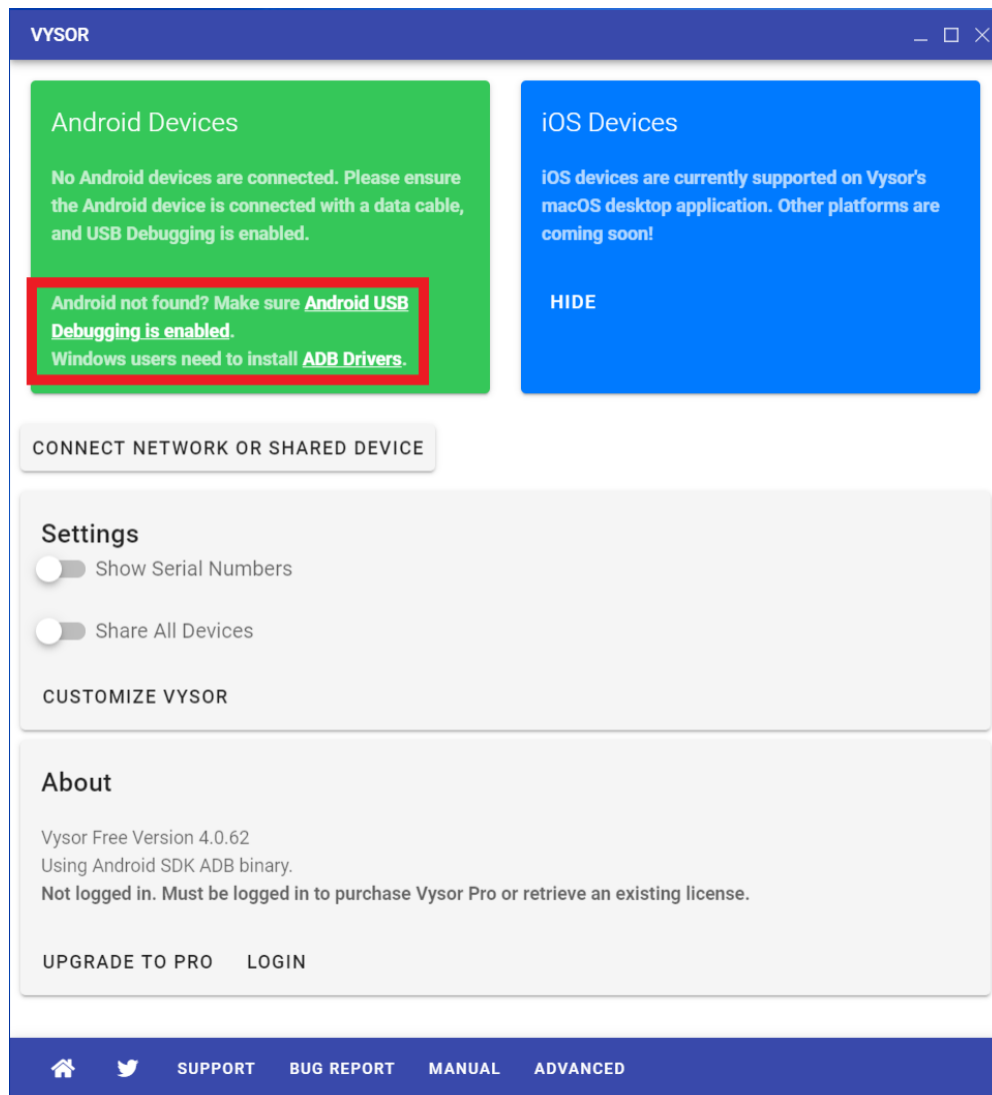 VYSOR
Android Devices
No Android devices are connected. Please ensure
the Android device is connected with a data cable,
and USB Debugging is enabled.
Android not found? Make sure Android USB
Debugging is enabled.
Windows users need to install ADB Drivers.
iOS Devices
iOS devices are currently supported on Vysor's
macOS desktop application. Other platforms are
coming soon!
HIDE
CONNECT NETWORK OR SHARED DEVICE
Settings
Show Serial Numbers
Share All Devices
CUSTOMIZE VYSOR
About
Vysor Free Version 4.0.62
Using Android SDK ADB binary.
Not logged in. Must be logged in to purchase Vysor Pro or retrieve an existing license.
UPGRADE TO PRO LOGIN
SUPPORT BUG REPORT MANUAL ADVANCED